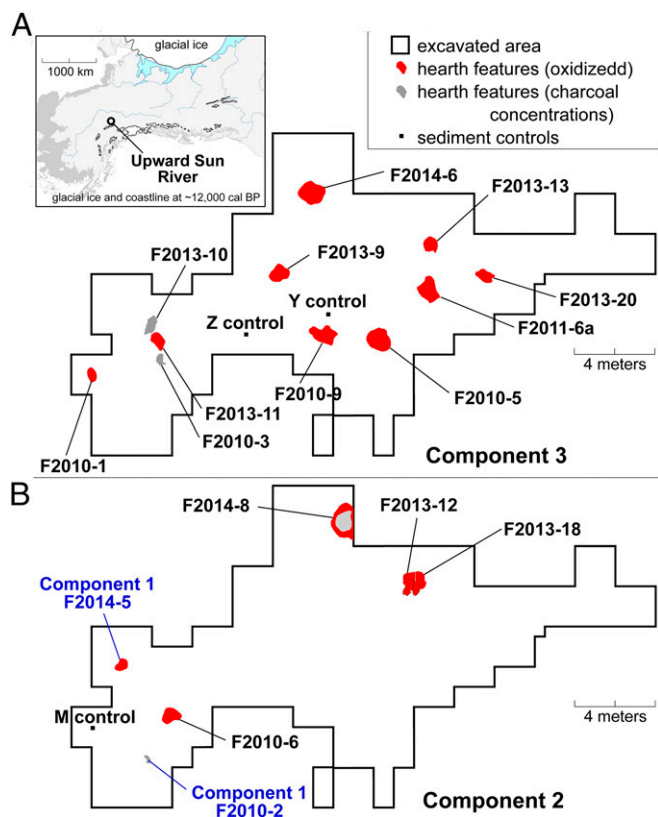 A
glacial ice
1000 km
Upward Sun
River
glacial ice and coastline at ~12,000 cal BP
excavated area
hearth features (oxidizedd)
hearth features (charcoal
concentrations)
sediment controls
F2014-6
F2013-13
F2013-10
F2013-9
F2013-20
Y control
Z control
F2011-6a
4 meters
F2010-9
F2010-5
F2013-11
F2010-3
F2010-1
Component 3
B
F2014-8
F2013-12
F2013-18
Component 1
F2014-5
4 meters
M control
F2010-6
Component 1
F2010-2
Component 2